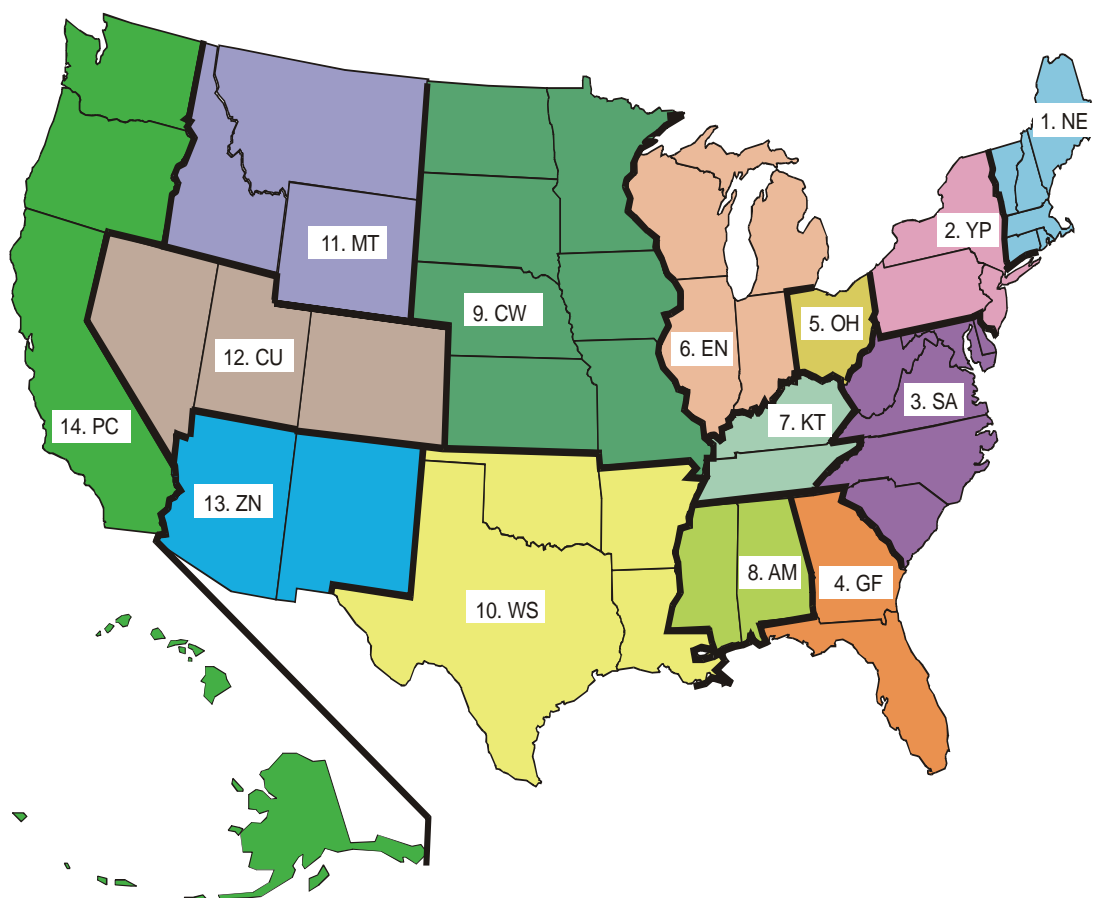 1. NE
2. YP
11. MT
9. CW
5. OH
6. EN
12. CU
3. SA
7. KT
14. PC
13. ZN
8. AM
4. GF
10. WS